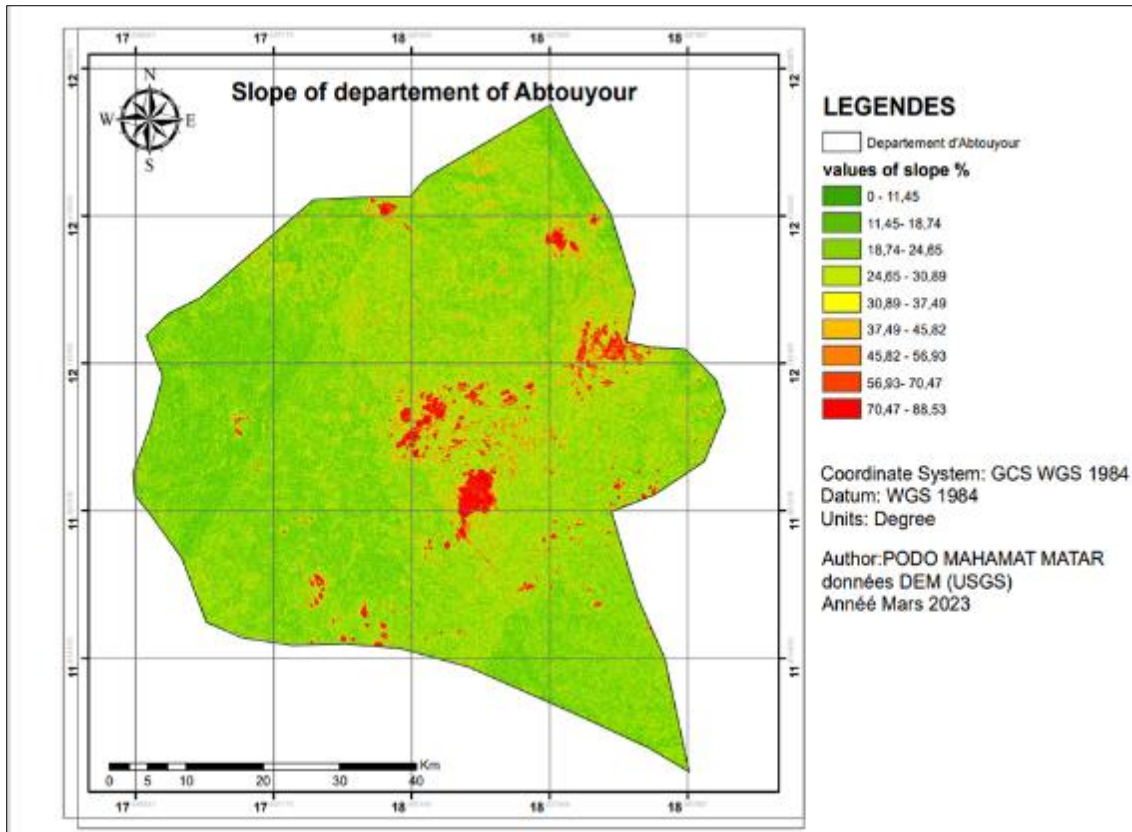 17 17 18 18 18
Slope of departement of Abtouyour
N
W E
S
12
12
12
11
11
12
12
12
11
11
Km
0 5 10 20 30 40
17 17 18 18 18
LEGENDES
Departement d'Abtouyour
values of slope %
0 - 11,45
11,45- 18,74
18,74 - 24,65
24,65 - 30,89
30,89 - 37,49
37,49 - 45,82
45,82 - 56,93
56,93- 70,47
70,47 - 88,53
Coordinate System: GCS WGS 1984
Datum: WGS 1984
Units: Degree
Author:PODO MAHAMAT MATAR
données DEM (USGS)
Annéé Mars 2023